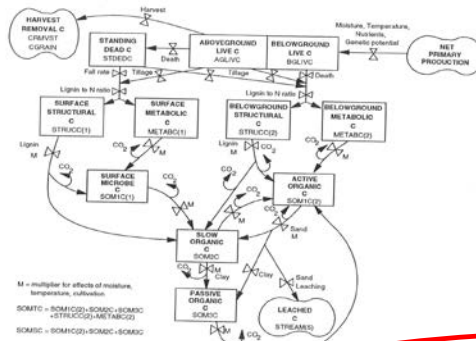 Harvest
HARVEST
REMOVAL C
CRMVST
CGRAIN
STANDING
DEAD C
STDEDC
Death
ABOVEGROUND
LIVE C
AGLIVC
BELOWGROUND
LIVE C
BGLIVC
Moisture, Temperature,
Nutrients,
Genetic potential
NET
PRIMARY
PRODUCTION
Fall rate
Tillage
Tillage
Death
Lignin to N ratio
Lignin to N ratio
SURFACE
STRUCTURAL
C
STRUCC(1)
SURFACE
METABOLIC
C
METABC(1)
BELOWGROUND
STRUCTURAL
C
STRUCC(2)
BELOWGROUND
METABOLIC
C
METABC(2)
Lignin
M
CO2
CO2
M
Lignin
M
CO2
CO2
M
SURFACE
MICROBE
C
SOM1C(1)
CO2
ACTIVE
ORGANIC
C
SOM1C(2)
CO2
CO2
M
M
Sand
M
SLOW
ORGANIC C
SOM2C
CO2
Clay
M
Clay
Sand
Leaching
PASSIVE
ORGANIC
C
SOM3C
LEACHED
C
STREAM(5)
CO2
M
M = multiplier for effects of moisture,
temperature, cultivation
SOMTC = SOM1C(2)+SOM2C+SOM3C
+STRUCC(2)+METABC(2)
SOMSC = SOM1C(2)+SOM2C+SOM3C